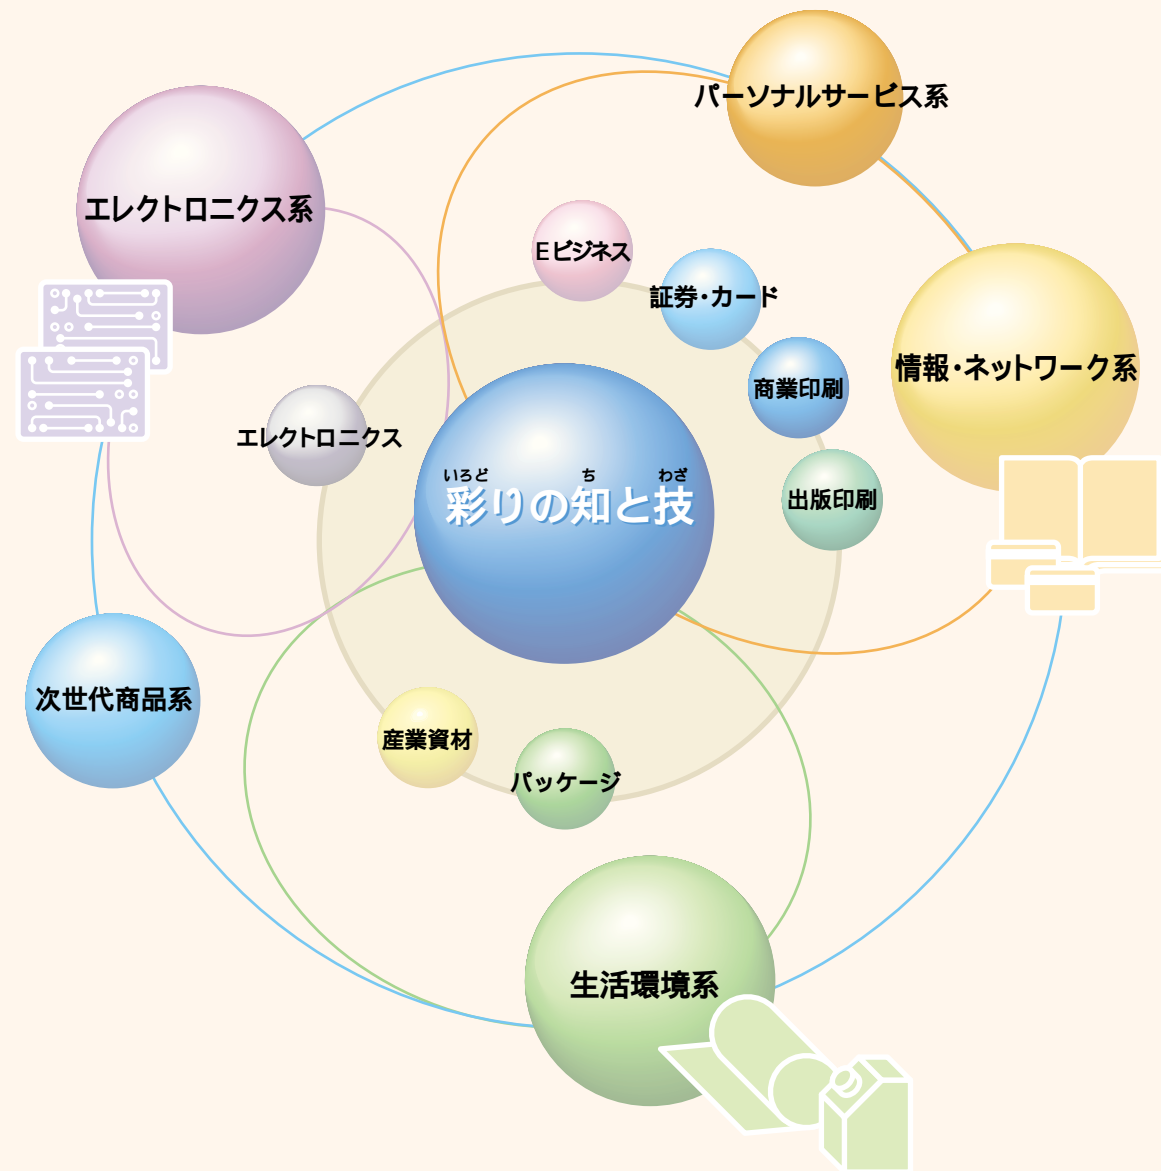 パーソナルサービス系
エレクトロニクス系
Eビジネス
証券・カード
情報・ネットワーク系
商業印刷
エレクトロニクス
いろど ち わざ
彩りの知と技
出版印刷
次世代商品系
産業資材
パッケージ
生活環境系